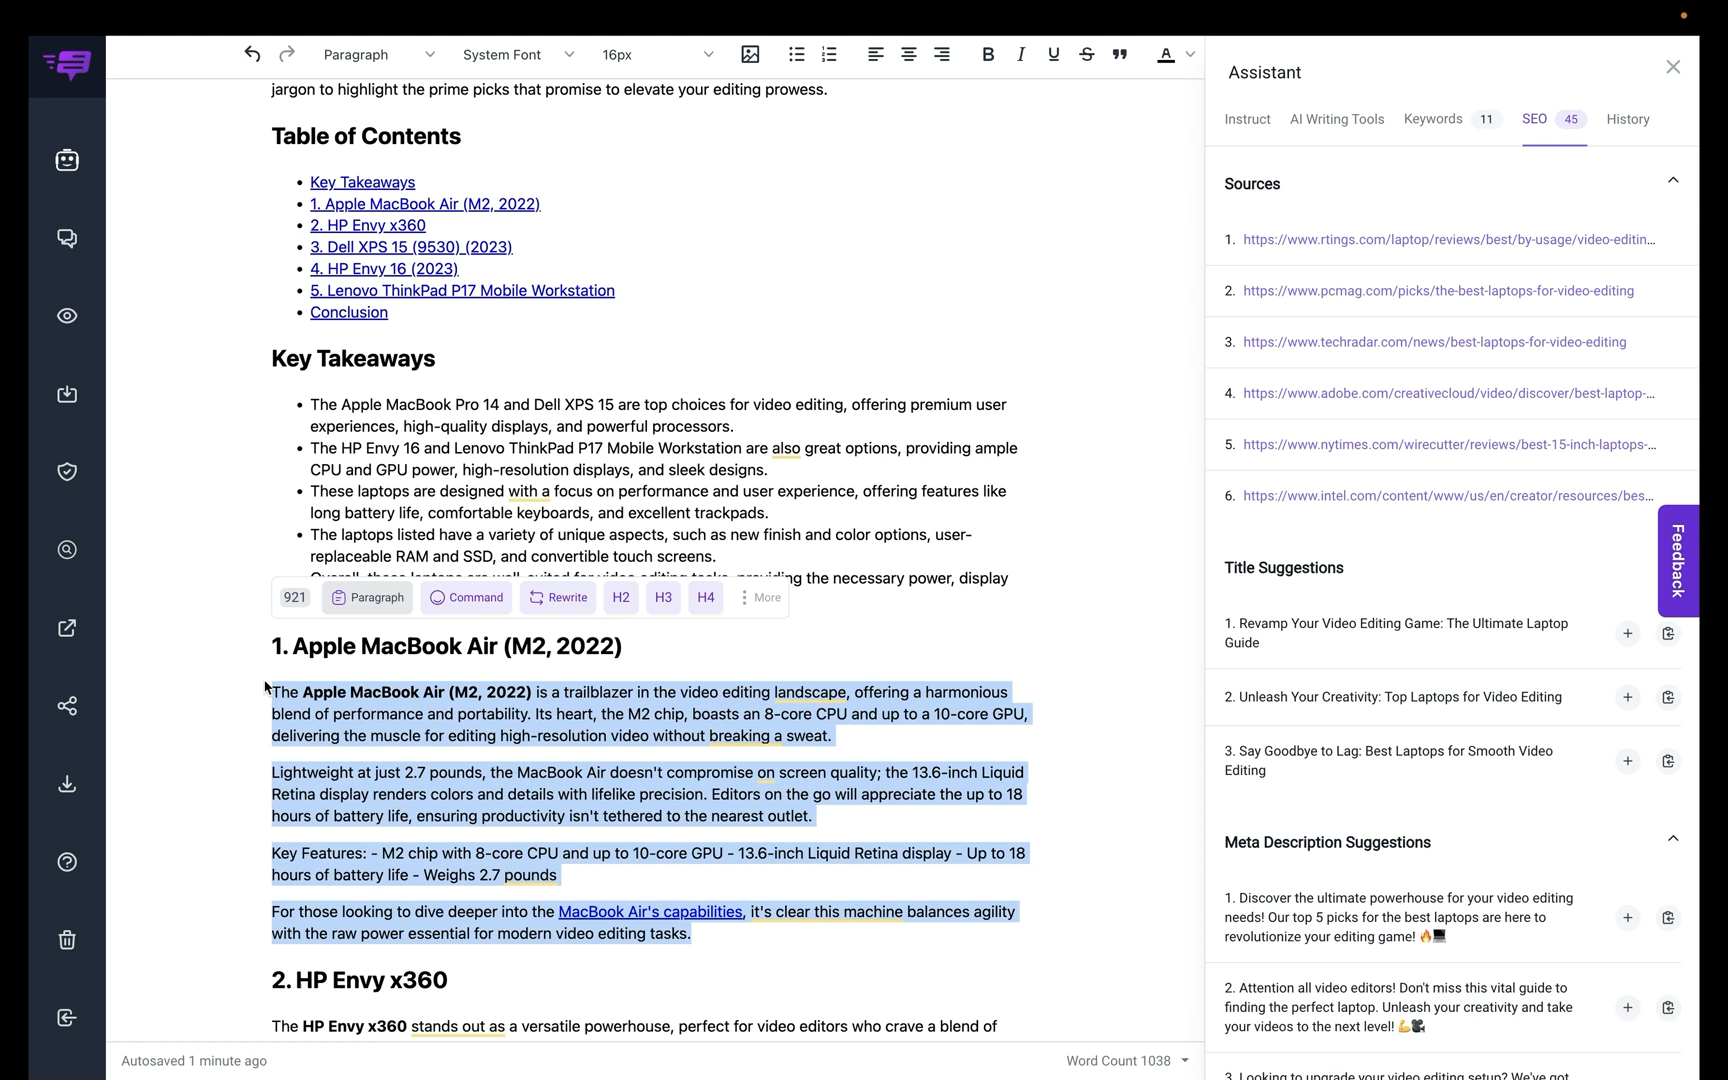 Paragraph
System Font
16px
B
I
U
S
A
jargon to highlight the prime picks that promise to elevate your editing prowess.
Table of Contents
• Key Takeaways
• 1. Apple MacBook Air (M2, 2022)
• 2. HP Envy x360
• 3. Dell XPS 15 (9530) (2023)
• 4. HP Envy 16 (2023)
• 5. Lenovo ThinkPad P17 Mobile Workstation
• Conclusion
Key Takeaways
• The Apple MacBook Pro 14 and Dell XPS 15 are top choices for video editing, offering premium user
experiences, high-quality displays, and powerful processors.
• The HP Envy 16 and Lenovo ThinkPad P17 Mobile Workstation are also great options, providing ample
CPU and GPU power, high-resolution displays, and sleek designs.
• These laptops are designed with a focus on performance and user experience, offering features like
long battery life, comfortable keyboards, and excellent trackpads.
• The laptops listed have a variety of unique aspects, such as new finish and color options, user-
replaceable RAM and SSD, and convertible touch screens.
the necessary power, display
921
Paragraph
Command
Rewrite
H2
H3
H4
More
1. Apple MacBook Air (M2, 2022)
The Apple MacBook Air (M2, 2022) is a trailblazer in the video editing landscape, offering a harmonious
blend of performance and portability. Its heart, the M2 chip, boasts an 8-core CPU and up to a 10-core GPU,
delivering the muscle for editing high-resolution video without breaking a sweat.
Lightweight at just 2.7 pounds, the MacBook Air doesn't compromise on screen quality; the 13.6-inch Liquid
Retina display renders colors and details with lifelike precision. Editors on the go will appreciate the up to 18
hours of battery life, ensuring productivity isn't tethered to the nearest outlet.
Key Features: - M2 chip with 8-core CPU and up to 10-core GPU - 13.6-inch Liquid Retina display - Up to 18
hours of battery life - Weighs 2.7 pounds
For those looking to dive deeper into the MacBook Air's capabilities, it's clear this machine balances agility
with the raw power essential for modern video editing tasks.
2. HP Envy x360
The HP Envy x360 stands out as a versatile powerhouse, perfect for video editors who crave a blend of
Autosaved 1 minute ago
Word Count 1038
Assistant
Instruct
AI Writing Tools
Keywords 11
SEO 45
History
Sources
1. https://www.rtings.com/laptop/reviews/best/by-usage/video-editin...
2. https://www.pcmag.com/picks/the-best-laptops-for-video-editing
3. https://www.techradar.com/news/best-laptops-for-video-editing
4. https://www.adobe.com/creativecloud/video/discover/best-laptop-...
5. https://www.nytimes.com/wirecutter/reviews/best-15-inch-laptops-...
6. https://www.intel.com/content/www/us/en/creator/resources/bes...
Feedback
Title Suggestions
1. Revamp Your Video Editing Game: The Ultimate Laptop
Guide
2. Unleash Your Creativity: Top Laptops for Video Editing
3. Say Goodbye to Lag: Best Laptops for Smooth Video
Editing
Meta Description Suggestions
1. Discover the ultimate powerhouse for your video editing
needs! Our top 5 picks for the best laptops are here to
revolutionize your editing game! 🔥💻
2. Attention all video editors! Don't miss this vital guide to
finding the perfect laptop. Unleash your creativity and take
your videos to the next level! 💪🎥
3. Looking to upgrade your video editing setup? We've got